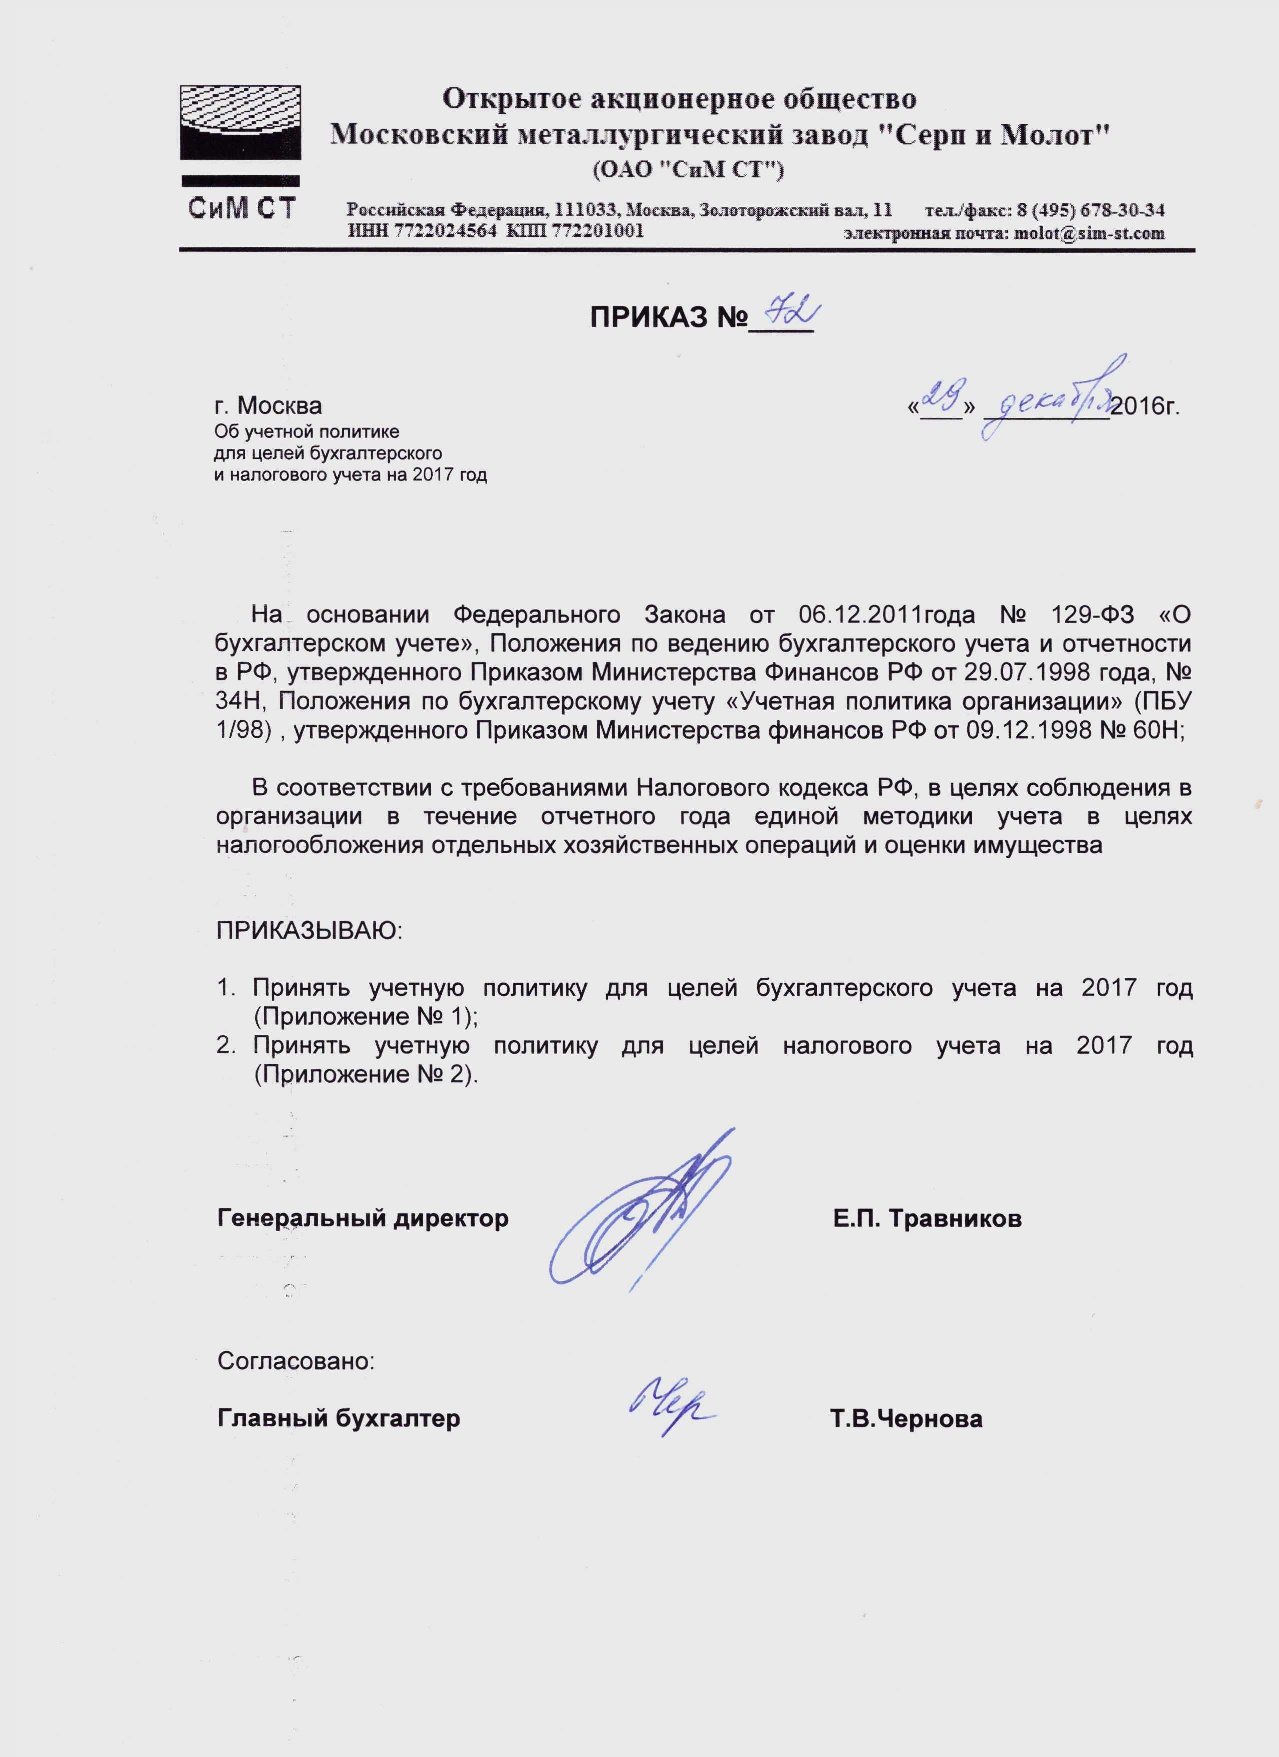 Открытое акционерное общество
Московский металлургический завод "Серп и Молот"
(ОАО "СиМ СТ")
СиМ СТ
Российская Федерация, 111033, Москва, Золоторожский вал, 11 тел./факс: 8 (495) 678-30-34
ИНН 7722024564 КПП 772201001 электронная почта: molot@sim-st.com
ПРИКАЗ № 72
г. Москва «29» декабря 2016г.
Об учетной политике
для целей бухгалтерского
и налогового учета на 2017 год
На основании Федерального Закона от 06.12.2011года № 129-ФЗ «О
бухгалтерском учете», Положения по ведению бухгалтерского учета и отчетности
в РФ, утвержденного Приказом Министерства Финансов РФ от 29.07.1998 года, №
34Н, Положения по бухгалтерскому учету «Учетная политика организации» (ПБУ
1/98) , утвержденного Приказом Министерства финансов РФ от 09.12.1998 № 60Н;
В соответствии с требованиями Налогового кодекса РФ, в целях соблюдения в
организации в течение отчетного года единой методики учета в целях
налогообложения отдельных хозяйственных операций и оценки имущества
ПРИКАЗЫВАЮ:
1. Принять учетную политику для целей бухгалтерского учета на 2017 год
(Приложение № 1);
2. Принять учетную политику для целей налогового учета на 2017 год
(Приложение № 2).
Генеральный директор Е.П. Травников
Согласовано:
Главный бухгалтер Чер Т.В.Чернова